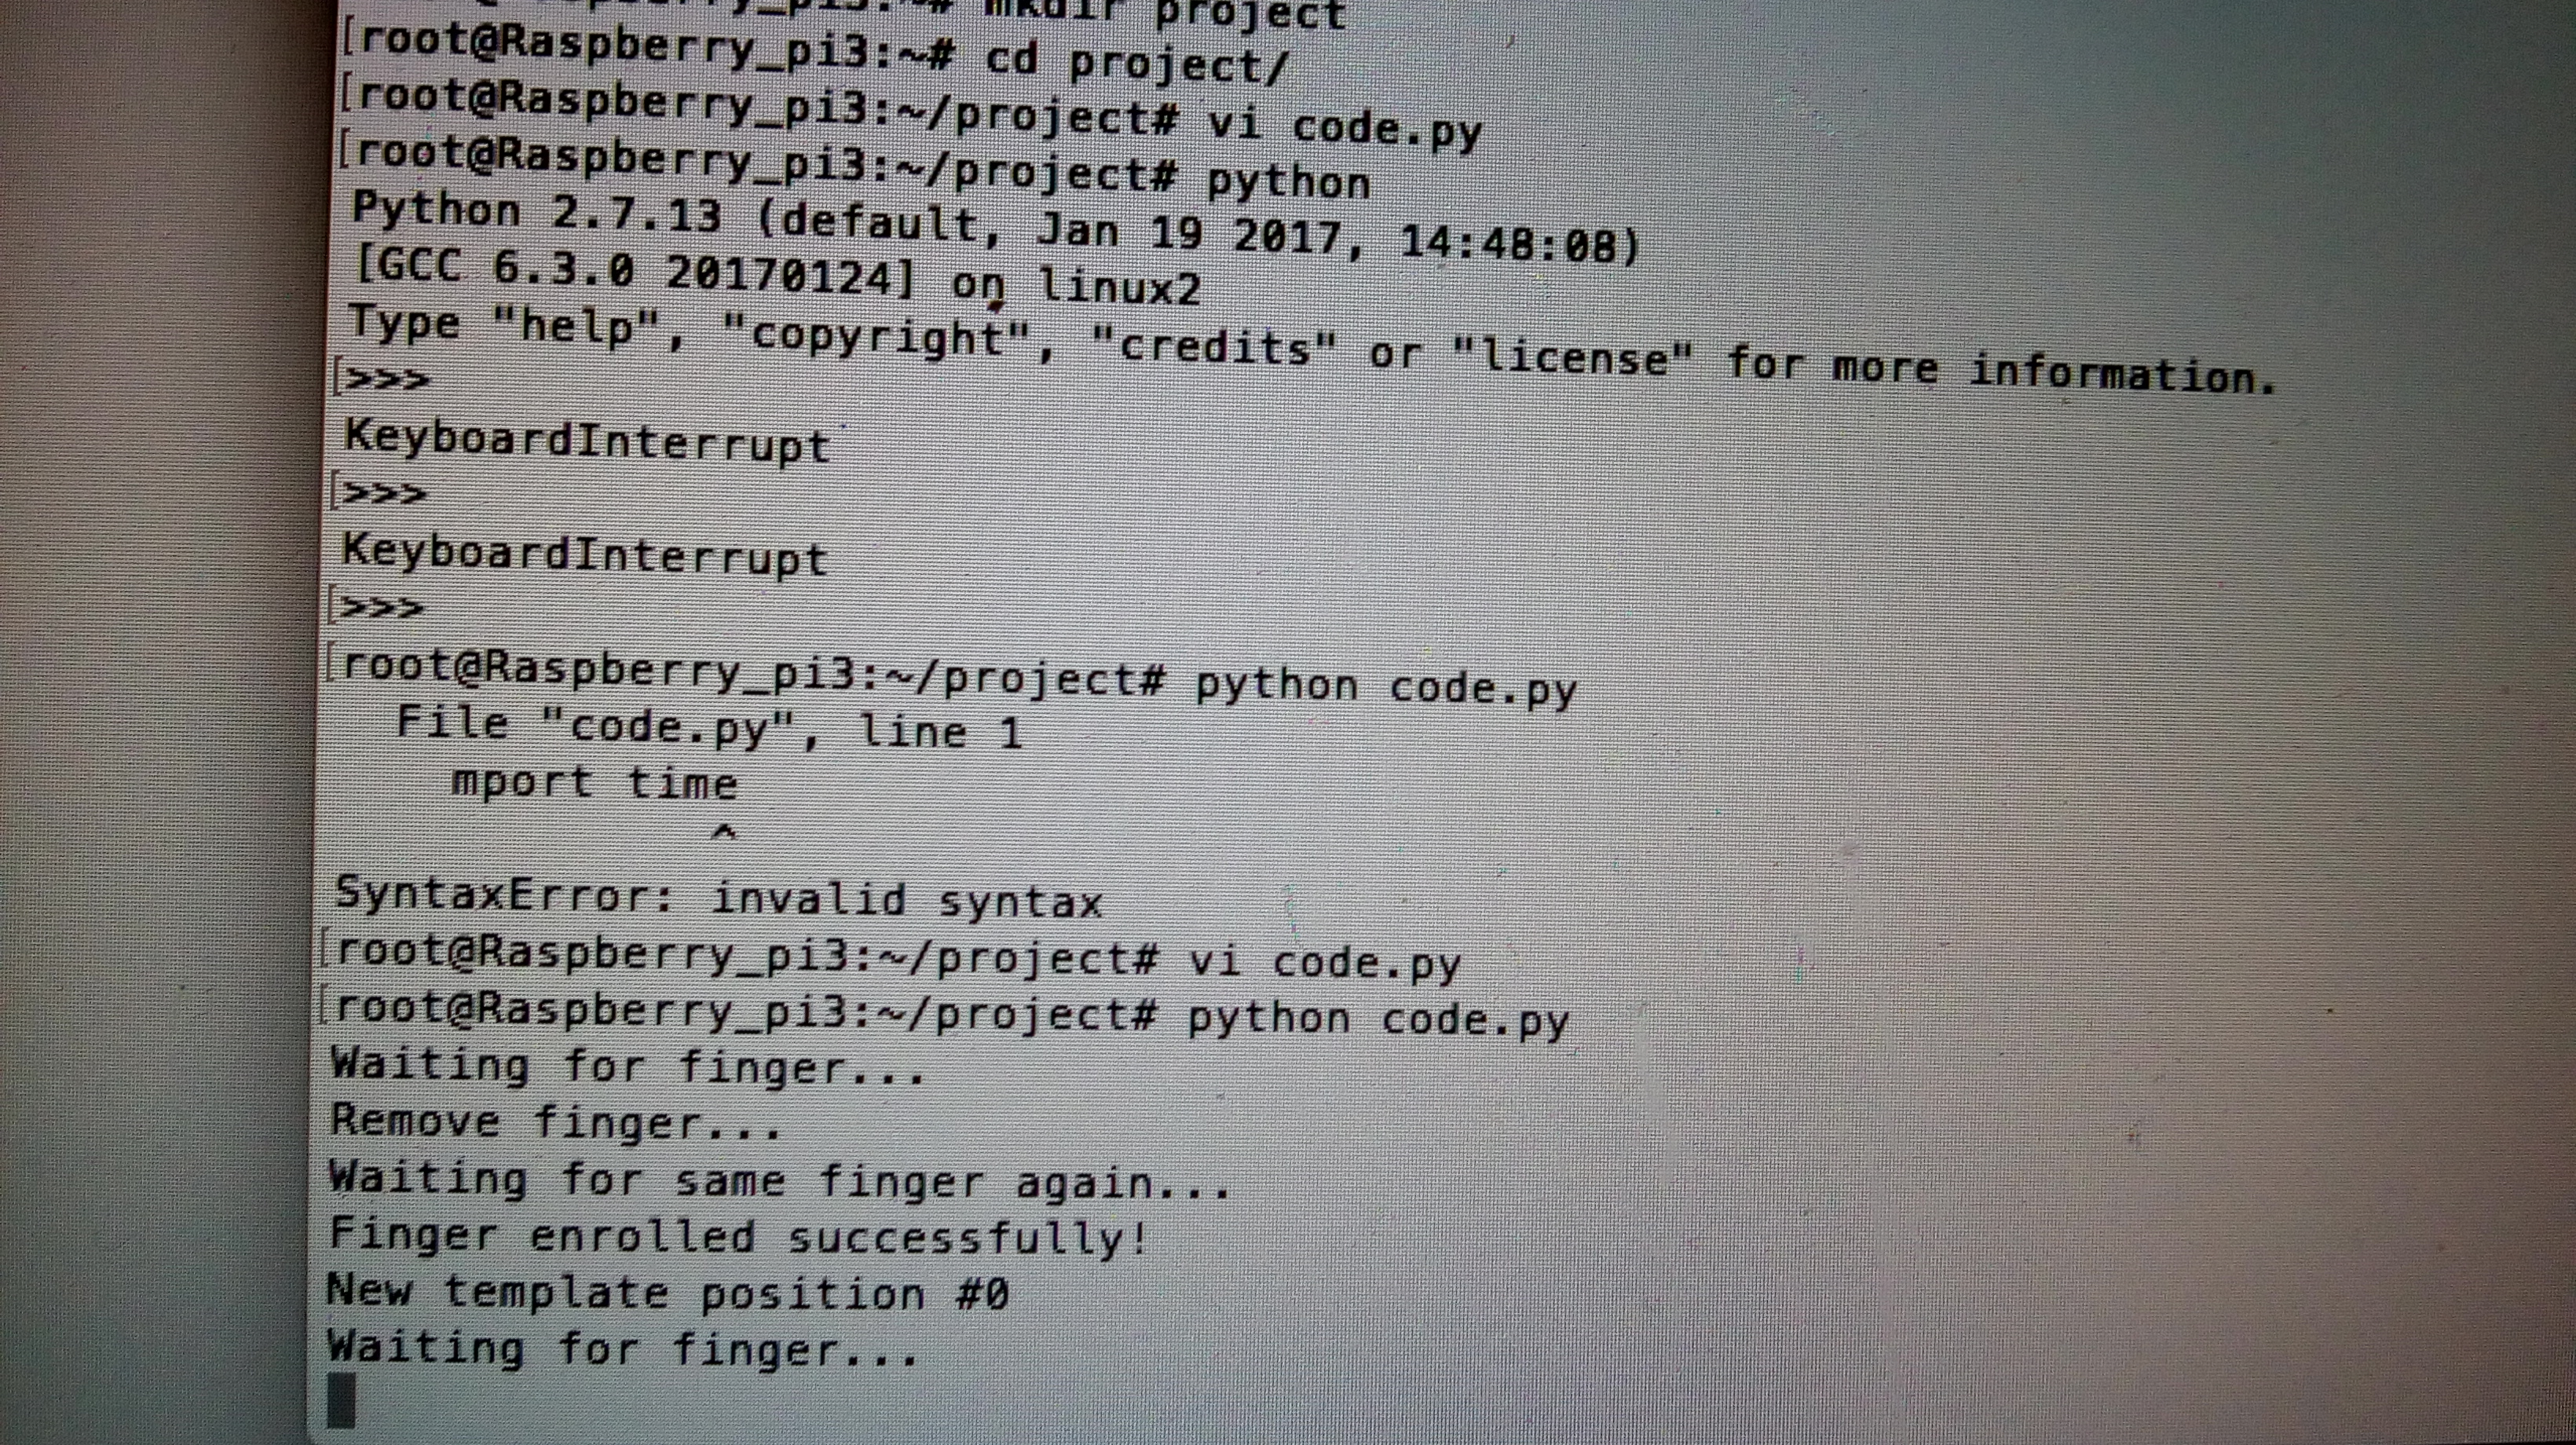 mkdir project
[root@Raspberry_pi3:~# cd project/
[root@Raspberry_pi3:~/project# vi code.py
[root@Raspberry_pi3:~/project# python
Python 2.7.13 (default, Jan 19 2017, 14:48:08)
[GCC 6.3.0 20170124] on linux2
Type "help", "copyright", "credits" or "license" for more information.
[>>>
KeyboardInterrupt
[>>>
KeyboardInterrupt
[>>>
[root@Raspberry_pi3:~/project# python code.py
File "code.py", line 1
mport time
^
SyntaxError: invalid syntax
[root@Raspberry_pi3:~/project# vi code.py
[root@Raspberry_pi3:~/project# python code.py
Waiting for finger...
Remove finger...
Waiting for same finger again...
Finger enrolled successfully!
New template position #0
Waiting for finger...